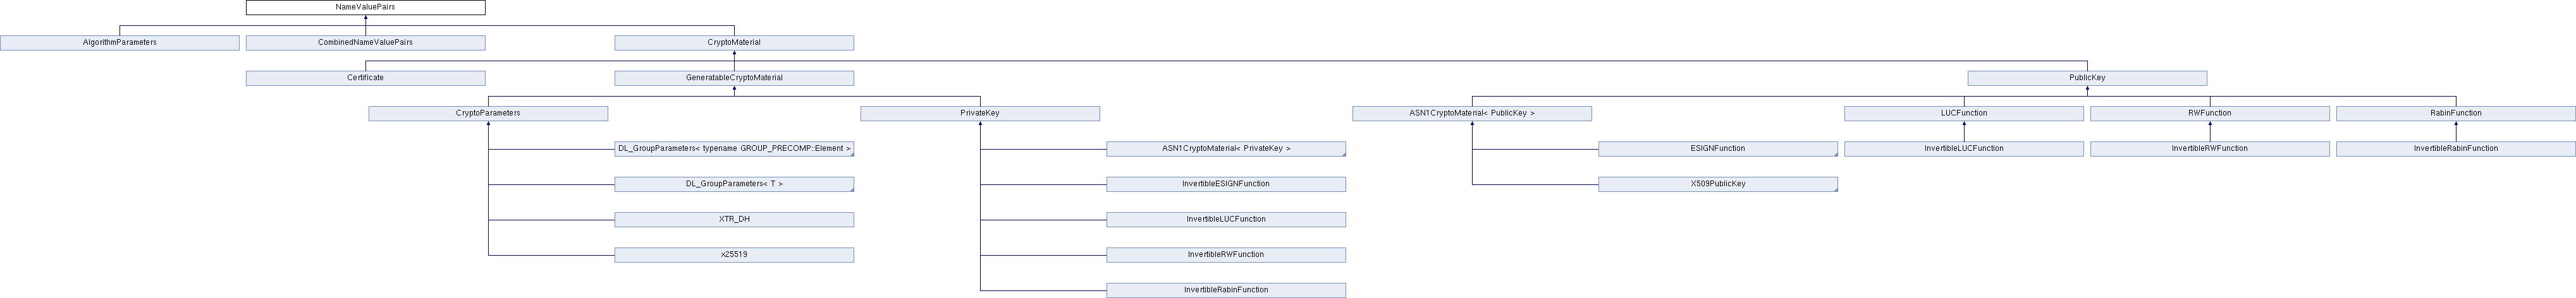 NameValuePairs
AlgorithmParameters
CombinedNameValuePairs
CryptoMaterial
Certificate
GeneratableCryptoMaterial
PublicKey
CryptoParameters
PrivateKey
ASN1CryptoMaterial< PublicKey >
LUCFunction
RWFunction
RabinFunction
DL_GroupParameters< typename GROUP_PRECOMP::Element >
ASN1CryptoMaterial< PrivateKey >
ESIGNFunction
InvertibleLUCFunction
InvertibleRWFunction
InvertibleRabinFunction
DL_GroupParameters< T >
InvertibleESIGNFunction
X509PublicKey
XTR_DH
InvertibleLUCFunction
x25519
InvertibleRWFunction
InvertibleRabinFunction